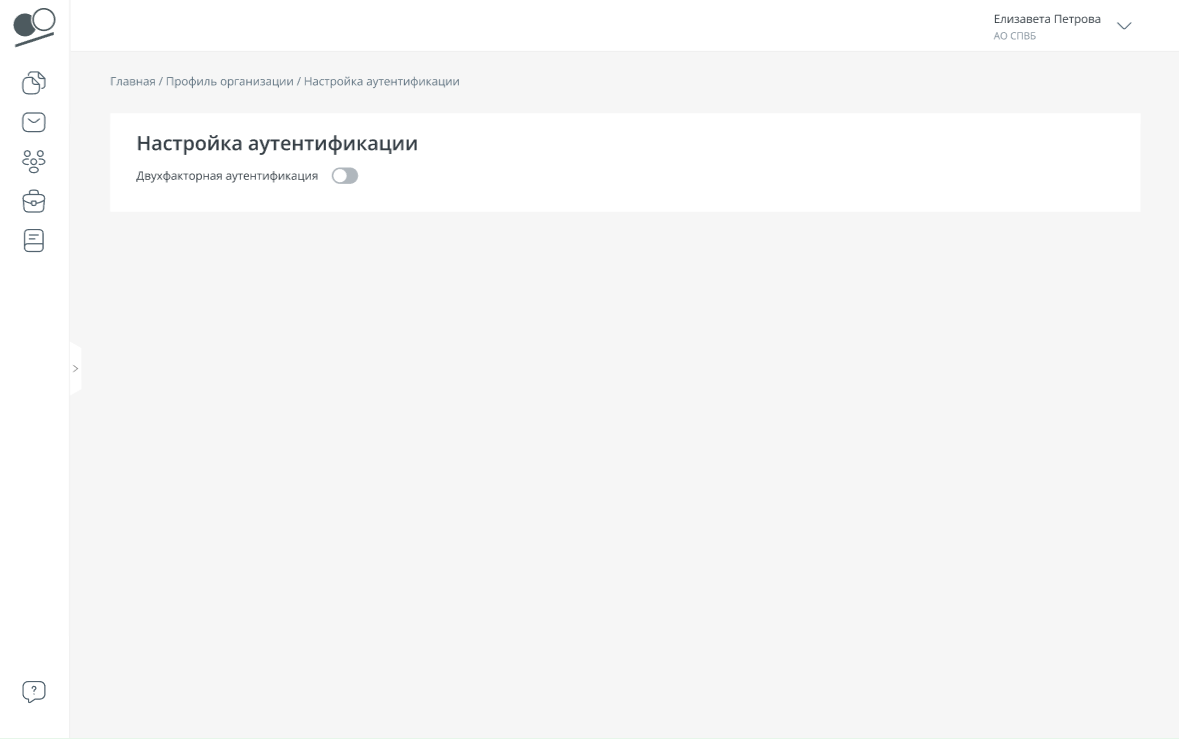 Елизавета Петрова
АО СПВБ
Главная / Профиль организации / Настройка аутентификации
Настройка аутентификации
Двухфакторная аутентификация
>
?